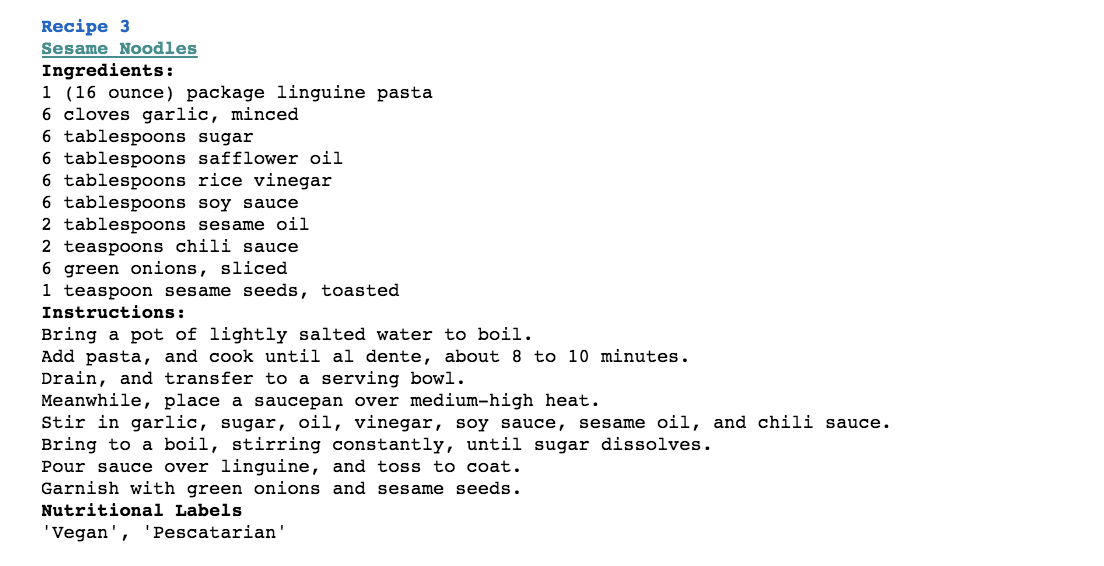 Recipe 3
Sesame Noodles
Ingredients:
1 (16 ounce) package linguine pasta
6 cloves garlic, minced
6 tablespoons sugar
6 tablespoons safflower oil
6 tablespoons rice vinegar
6 tablespoons soy sauce
2 tablespoons sesame oil
2 teaspoons chili sauce
6 green onions, sliced
1 teaspoon sesame seeds, toasted
Instructions:
Bring a pot of lightly salted water to boil.
Add pasta, and cook until al dente, about 8 to 10 minutes.
Drain, and transfer to a serving bowl.
Meanwhile, place a saucepan over medium-high heat.
Stir in garlic, sugar, oil, vinegar, soy sauce, sesame oil, and chili sauce.
Bring to a boil, stirring constantly, until sugar dissolves.
Pour sauce over linguine, and toss to coat.
Garnish with green onions and sesame seeds.
Nutritional Labels
'Vegan', 'Pescatarian'